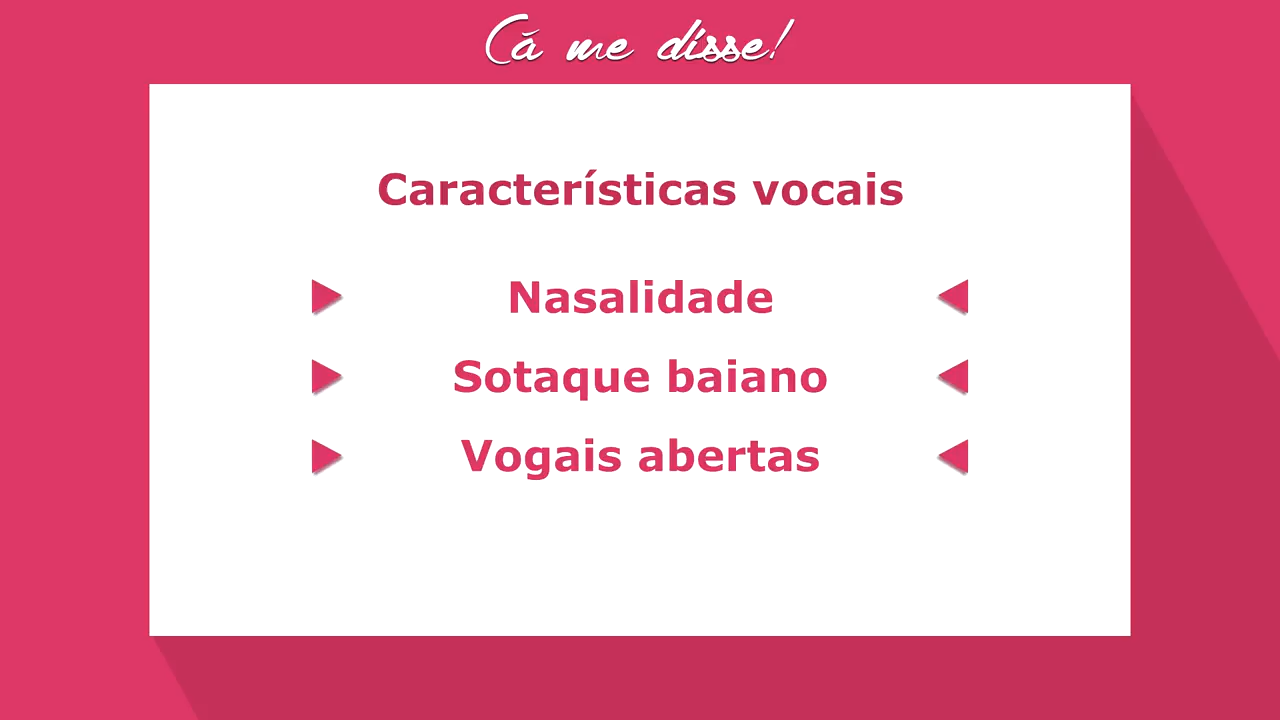 Cá me disse!
Características vocais
Nasalidade
Sotaque baiano
Vogais abertas